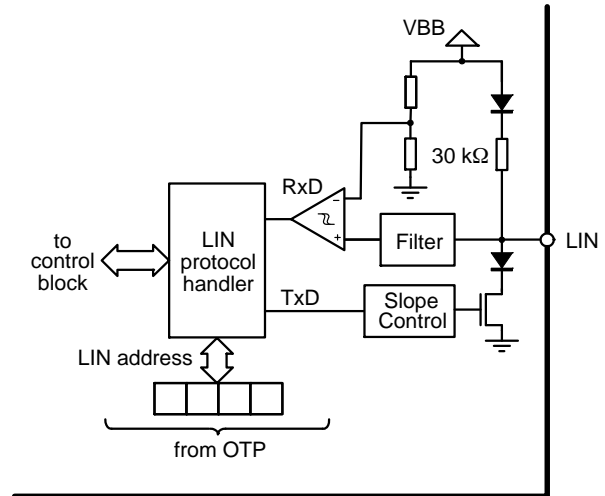 VBB
30 kΩ
RxD
−
+
Filter
LIN
LIN
protocol
handler
to
control
block
TxD
Slope
Control
LIN address
from OTP